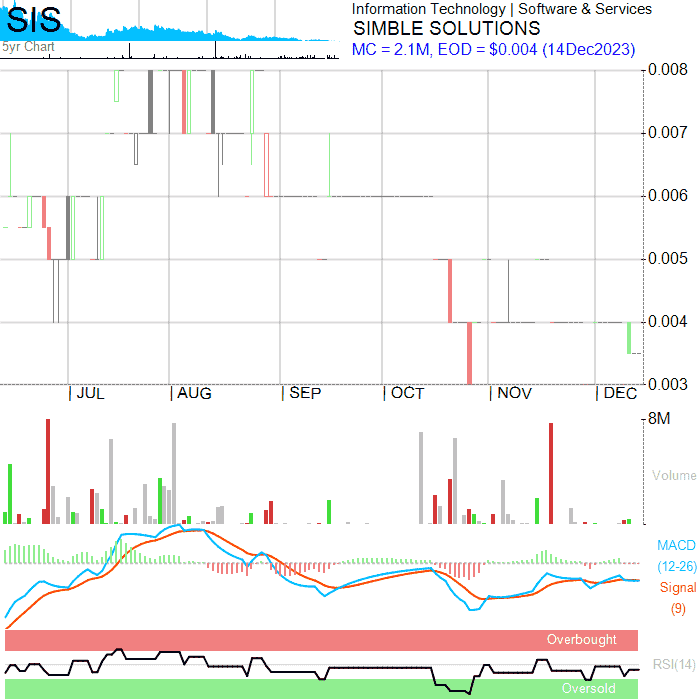 SIS
5yr Chart
Information Technology | Software & Services
SIMBLE SOLUTIONS
MC = 2.1M, EOD = $0.004 (14Dec2023)
0.008
0.007
0.006
0.005
0.004
0.003
| JUL | AUG | SEP | OCT | NOV | DEC
8M
Volume
MACD
(12-26)
Signal
(9)
Overbought
RSI(14)
Oversold